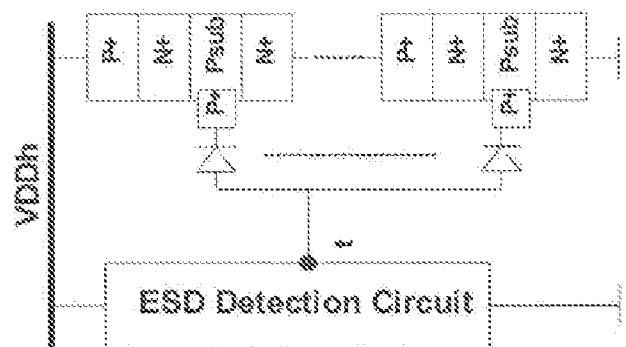 P+ N+ Psub N+ P+ N+ Psub N+
P+ P+
VDDh
ESD Detection Circuit